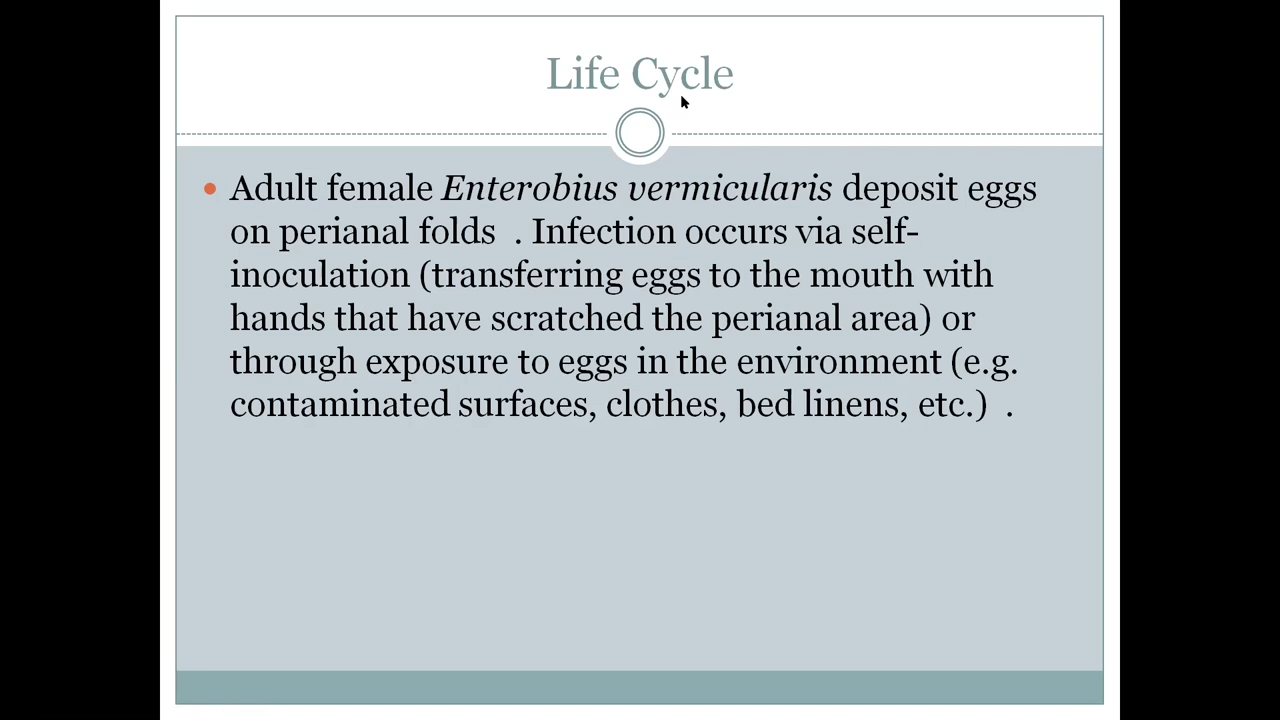 Life Cycle
Adult female Enterobius vermicularis deposit eggs
on perianal folds  . Infection occurs via self-
inoculation (transferring eggs to the mouth with
hands that have scratched the perianal area) or
through exposure to eggs in the environment (e.g.
contaminated surfaces, clothes, bed linens, etc.)  .